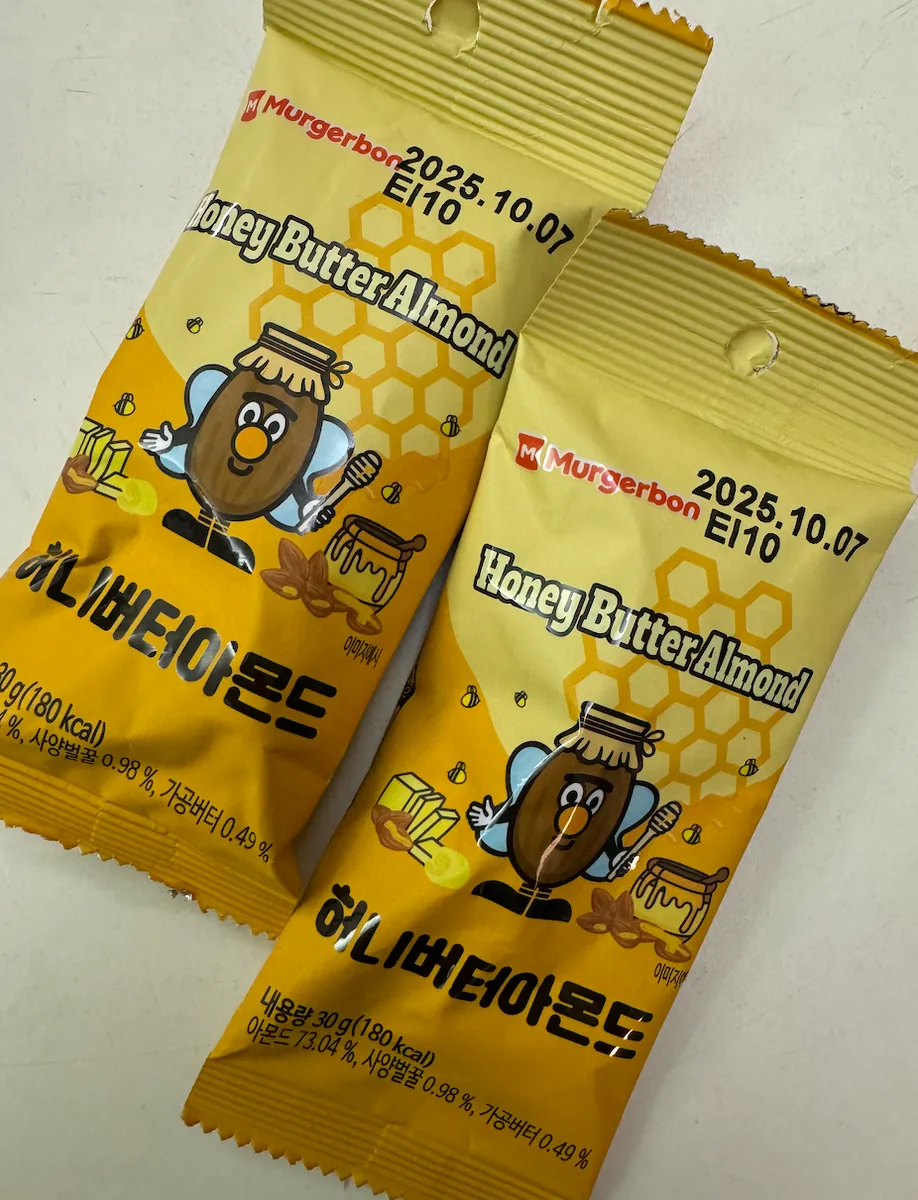 Murgerbon
2025.10.07
EI10
Honey Butter Almond
허니버터아몬드
이미지예시
30g(180 kcal)
%, 사양벌꿀 0.98 %, 가공버터 0.49 %
M Murgerbon
2025.10.07
EI10
Honey Butter Almond
허니버터아몬드
내용량 30g(180 kcal)
아몬드 73.04 %, 사양벌꿀 0.98 %, 가공버터 0.49 %